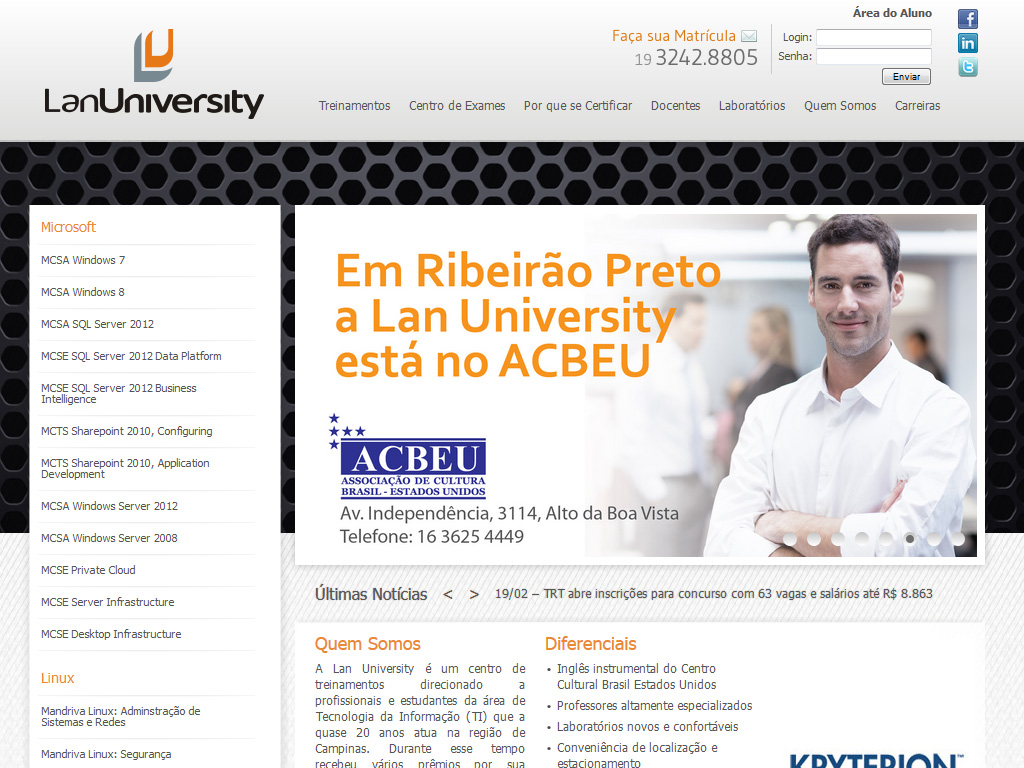 Área do Aluno
Faça sua Matrícula
19 3242.8805
Login:
Senha:
Enviar
LanUniversity
Treinamentos Centro de Exames Por que se Certificar Docentes Laboratórios Quem Somos Carreiras
Microsoft
MCSA Windows 7
MCSA Windows 8
MCSA SQL Server 2012
MCSE SQL Server 2012 Data Platform
MCSE SQL Server 2012 Business
Intelligence
MCTS Sharepoint 2010, Configuring
MCTS Sharepoint 2010, Application
Development
MCSA Windows Server 2012
MCSA Windows Server 2008
MCSE Private Cloud
MCSE Server Infrastructure
MCSE Desktop Infrastructure
Linux
Mandriva Linux: Adminstração de
Sistemas e Redes
Mandriva Linux: Segurança
Em Ribeirão Preto
a Lan University
está no ACBEU
ACBEU
ASSOCIAÇÃO DE CULTURA
BRASIL - ESTADOS UNIDOS
Av. Independência, 3114, Alto da Boa Vista
Telefone: 16 3625 4449
Últimas Notícias < > 19/02 – TRT abre inscrições para concurso com 63 vagas e salários até R$ 8.863
Quem Somos
A Lan University é um centro de
treinamentos direcionado a
profissionais e estudantes da área de
Tecnologia da Informação (TI) que a
quase 20 anos atua na região de
Campinas. Durante esse tempo
recebeu vários prêmios por sua
Diferenciais
• Inglês instrumental do Centro
Cultural Brasil Estados Unidos
• Professores altamente especializados
• Laboratórios novos e confortáveis
• Conveniência de localização e
estacionamento
KRYTERION™